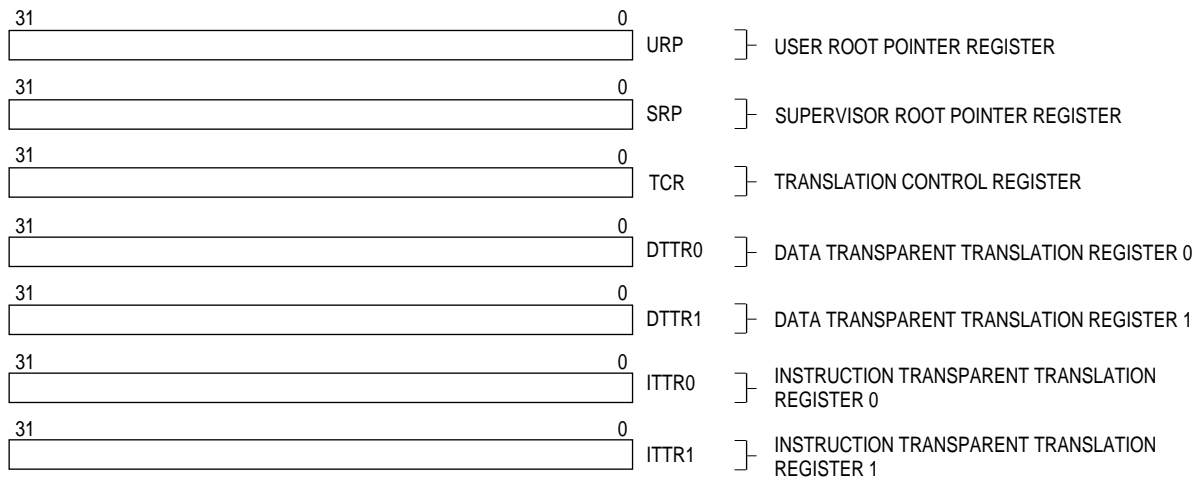 31 0
URP USER ROOT POINTER REGISTER
31 0
SRP SUPERVISOR ROOT POINTER REGISTER
31 0
TCR TRANSLATION CONTROL REGISTER
31 0
DTTR0 DATA TRANSPARENT TRANSLATION REGISTER 0
31 0
DTTR1 DATA TRANSPARENT TRANSLATION REGISTER 1
31 0
ITTR0 INSTRUCTION TRANSPARENT TRANSLATION
REGISTER 0
31 0
ITTR1 INSTRUCTION TRANSPARENT TRANSLATION
REGISTER 1